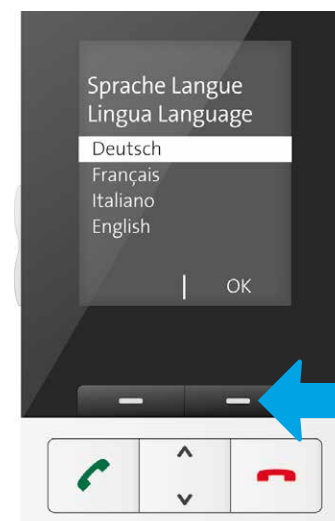 Sprache Langue
Lingua Language
Deutsch
Français
Italiano
English
OK